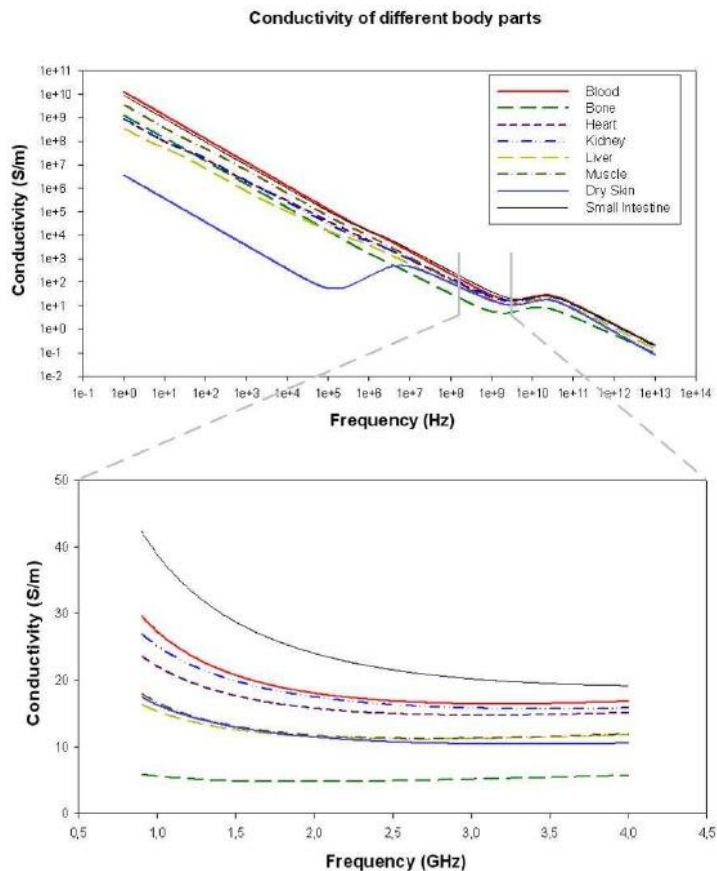 Conductivity of different body parts
Conductivity (S/m)
1e+11
1e+10
1e+9
1e+8
1e+7
1e+6
1e+5
1e+4
1e+3
1e+2
1e+1
1e+0
1e-1
1e-2
Blood
Bone
Heart
Kidney
Liver
Muscle
Dry Skin
Small Intestine
1e-1 1e+0 1e+1 1e+2 1e+3 1e+4 1e+5 1e+6 1e+7 1e+8 1e+9 1e+10 1e+11 1e+12 1e+13 1e+14
Frequency (Hz)
Conductivity (S/m)
50
40
30
20
10
0
0,5 1,0 1,5 2,0 2,5 3,0 3,5 4,0 4,5
Frequency (GHz)